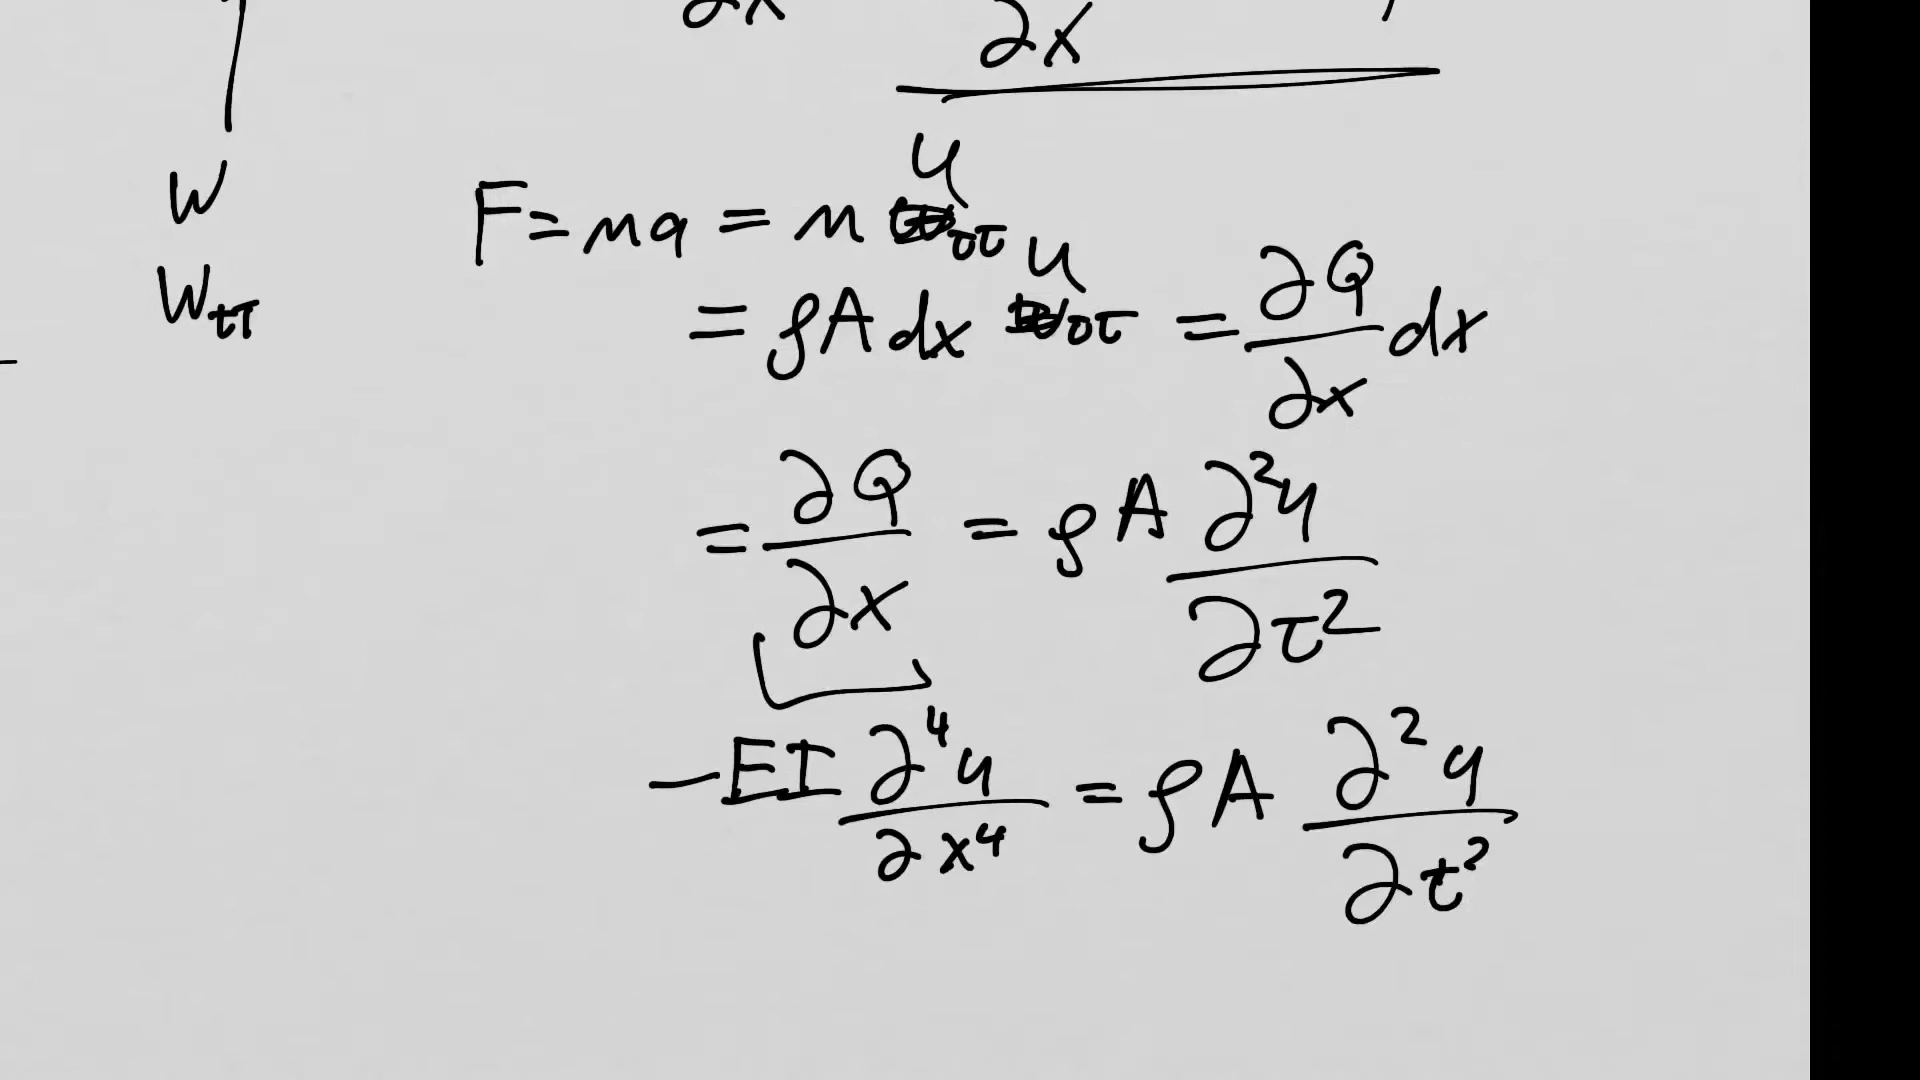 ∂x ∂x
W
W_tt
F = ma = m u_tt
= ρA dx u_tt = ∂Q/∂x dx
= ∂Q/∂x = ρA ∂²u/∂t²
-EI ∂⁴u/∂x⁴ = ρA ∂²u/∂t²